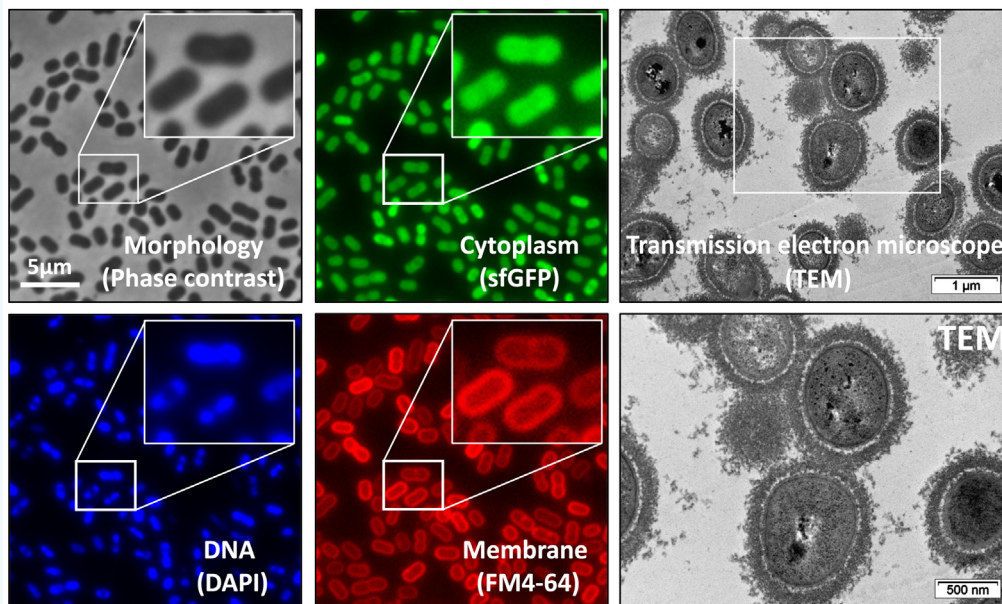 Morphology
(Phase contrast)
5μm
Cytoplasm
(sfGFP)
Transmission electron microscope
(TEM)
1 μm
DNA
(DAPI)
Membrane
(FM4-64)
TEM
500 nm